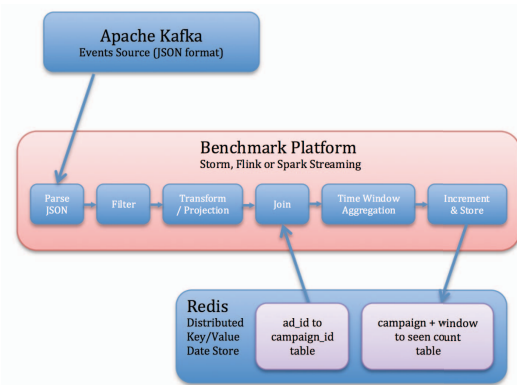 Apache Kafka
Events Source (JSON format)
Benchmark Platform
Storm, Flink or Spark Streaming
Parse
JSON
Filter
Transform
/ Projection
Join
Time Window
Aggregation
Increment
& Store
Redis
Distributed
Key/Value
Date Store
ad_id to
campaign_id
table
campaign + window
to seen count
table